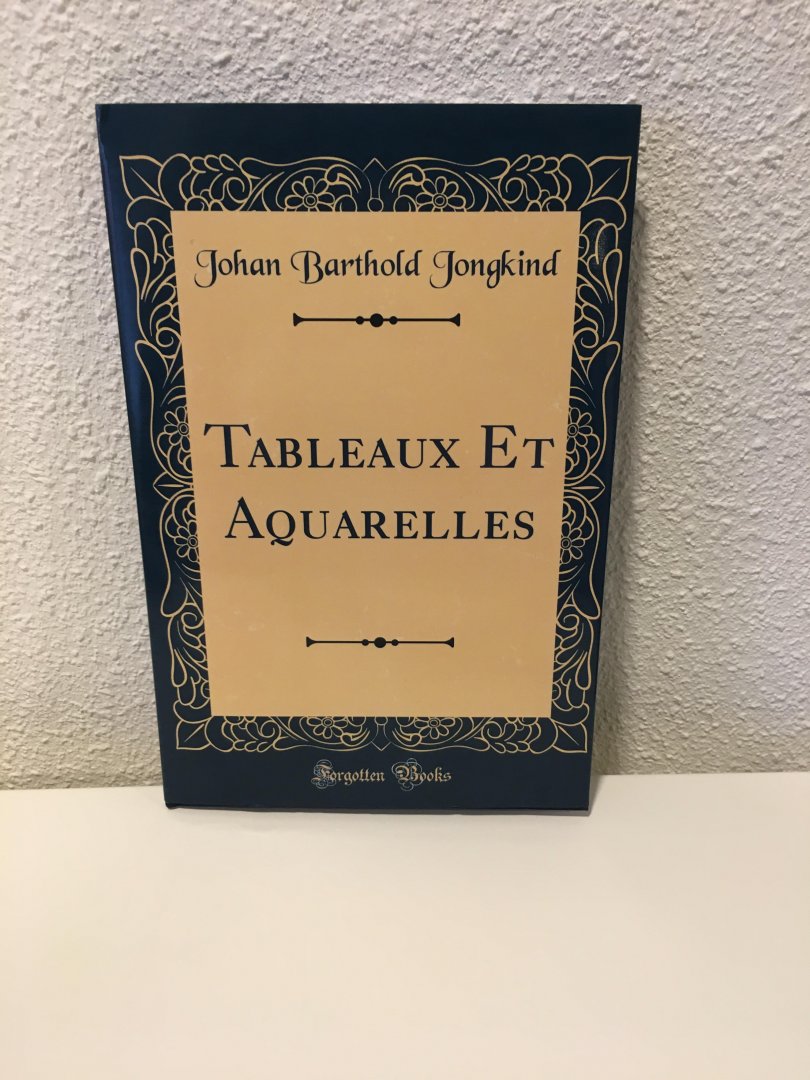 Johan Barthold Jongkind
Tableaux Et
Aquarelles
Forgotten Books